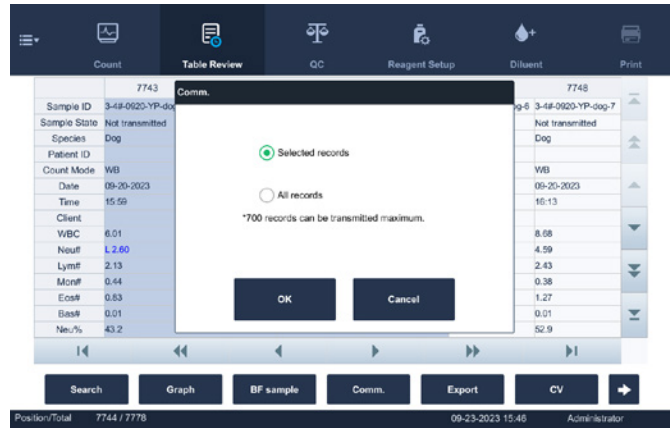 Count Table Review QC Reagent Setup Diluent Print
7743 7748
Comm.
Sample ID 3-4#-0920-YP-do g-6 3-4#-0920-YP-dog-7
Sample State Not transmitted Not transmitted
Species Dog Dog
Patient ID
Selected records
Count Mode WB WB
Date 09-20-2023 09-20-2023
All records
Time 15:59 16:13
Client
*700 records can be transmitted maximum.
WBC 6.01 8.68
Neu# L 2.60 4.59
Lym# 2.13 2.43
Mon# 0.44 0.38
Eos# 0.83 1.27
OK Cancel
Bas# 0.01 0.01
Neu% 43.2 52.9
Search Graph BF sample Comm. Export CV
Position/Total 7744 / 7778 09-23-2023 15:46 Administrator